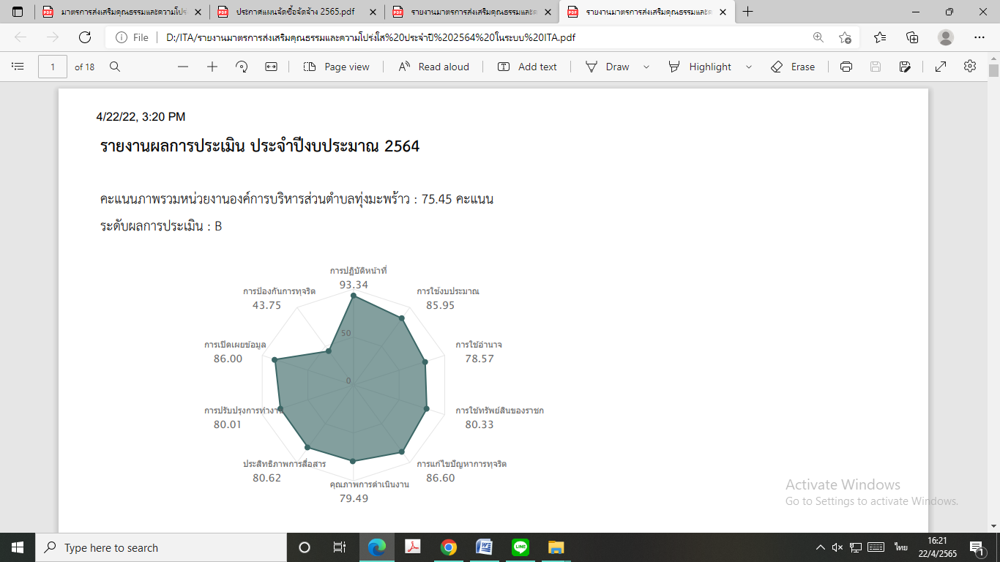 มาตรการส่งเสริมคุณธรรมและความโปร่
ประกาศแผนจัดซื้อจัดจ้าง 2565.pdf
รายงานมาตรการส่งเสริมคุณธรรมและค
รายงานมาตรการส่งเสริมคุณธรรมและค
File
D:/ITA/รายงานมาตรการส่งเสริมคุณธรรมและความโปร่งใส%20ประจำปี%202564%20ในระบบ%20ITA.pdf
1 of 18
Page view
Read aloud
Add text
Draw
Highlight
Erase
4/22/22, 3:20 PM
รายงานผลการประเมิน ประจำปีงบประมาณ 2564
คะแนนภาพรวมหน่วยงานองค์การบริหารส่วนตำบลทุ่งมะพร้าว : 75.45 คะแนน
ระดับผลการประเมิน : B
การปฏิบัติหน้าที่
93.34
การป้องกันการทุจริต
43.75
การใช้งบประมาณ
85.95
50
การเปิดเผยข้อมูล
86.00
การใช้อำนาจ
78.57
0
การปรับปรุงการทำงาน
80.01
การใช้ทรัพย์สินของราชก
80.33
ประสิทธิภาพการสื่อสาร
80.62
การแก้ไขปัญหาการทุจริต
86.60
คุณภาพการดำเนินงาน
79.49
Activate Windows
Go to Settings to activate Windows.
Type here to search
ไทย
16:21
22/4/2565
1